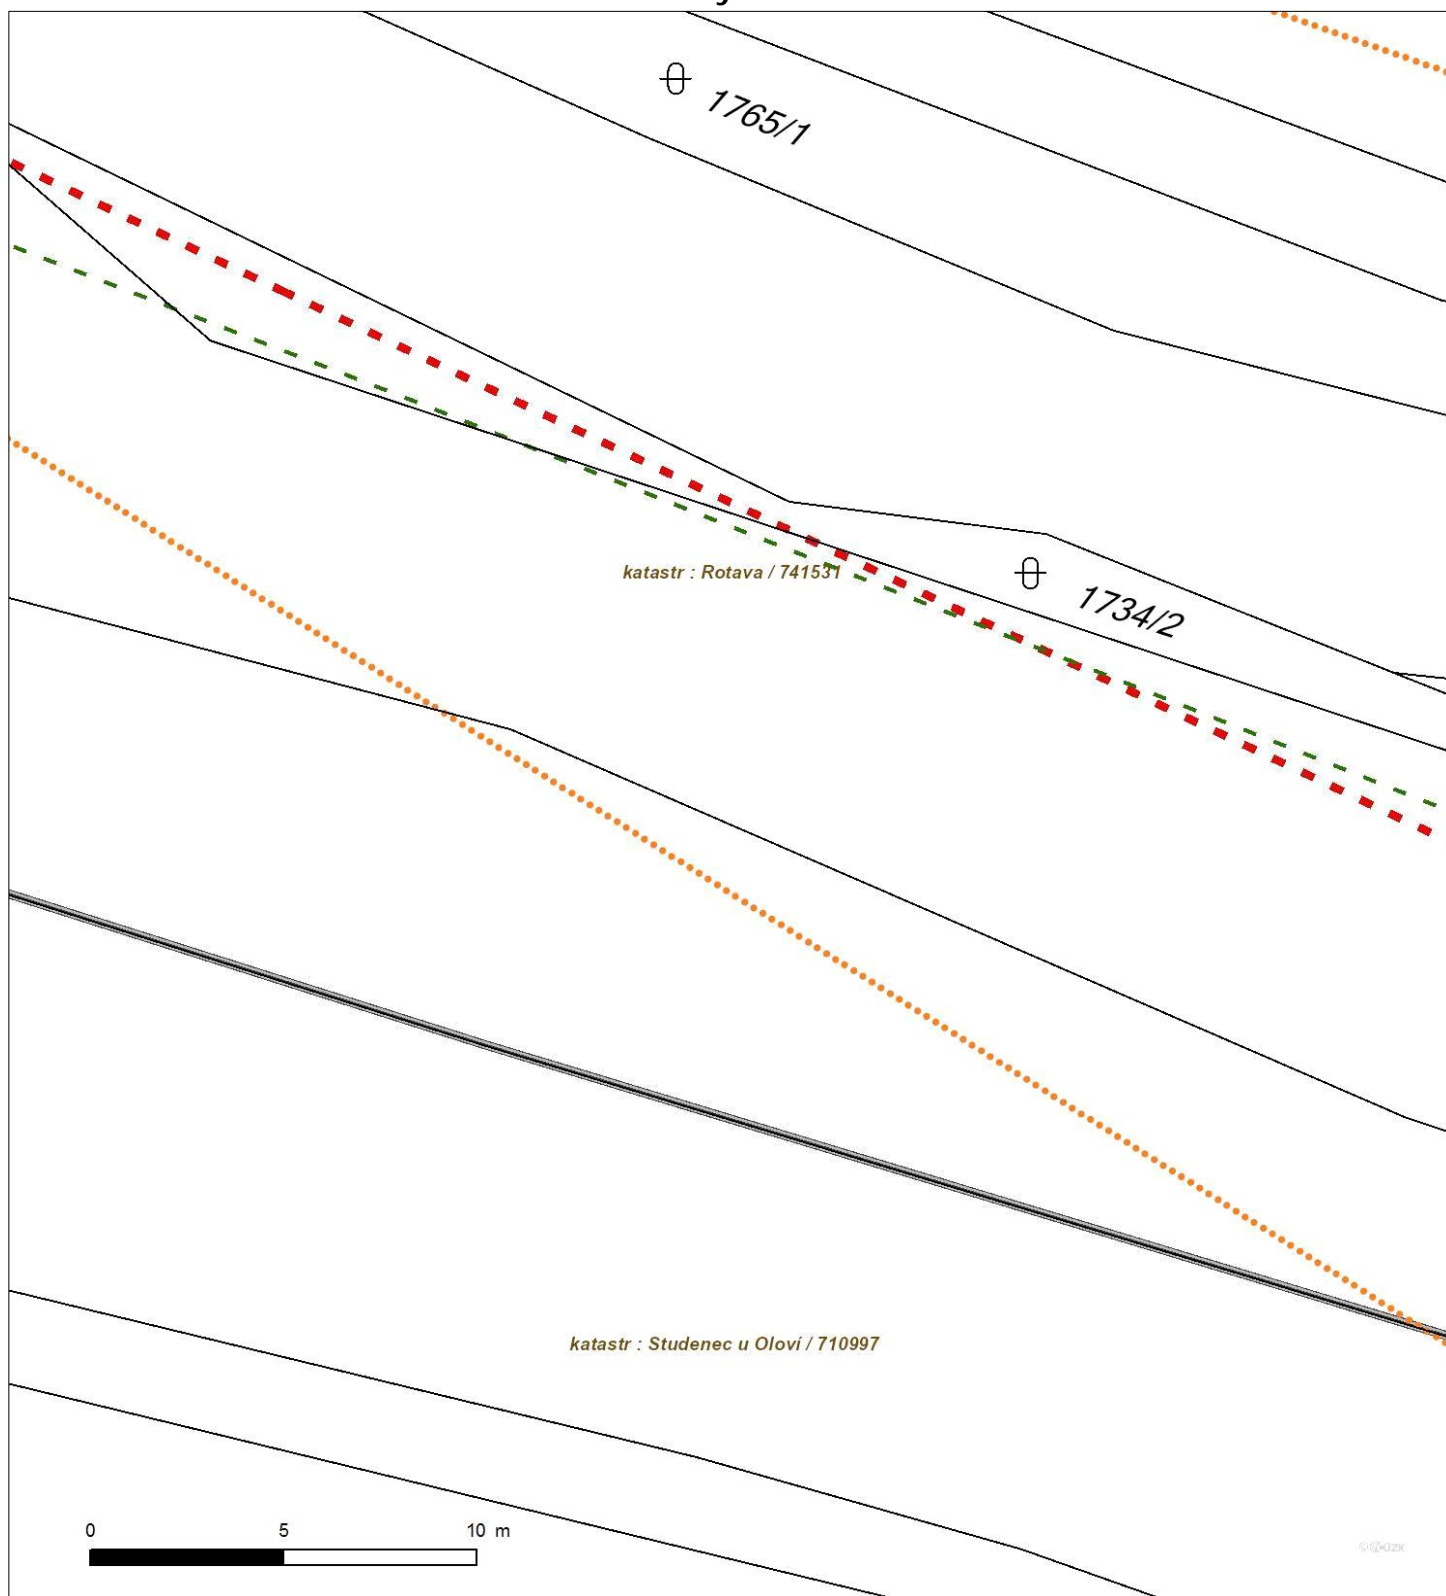 1765/1
katastr : Rotava / 741531
1734/2
katastr : Studenec u Oloví / 710997
0 5 10 m